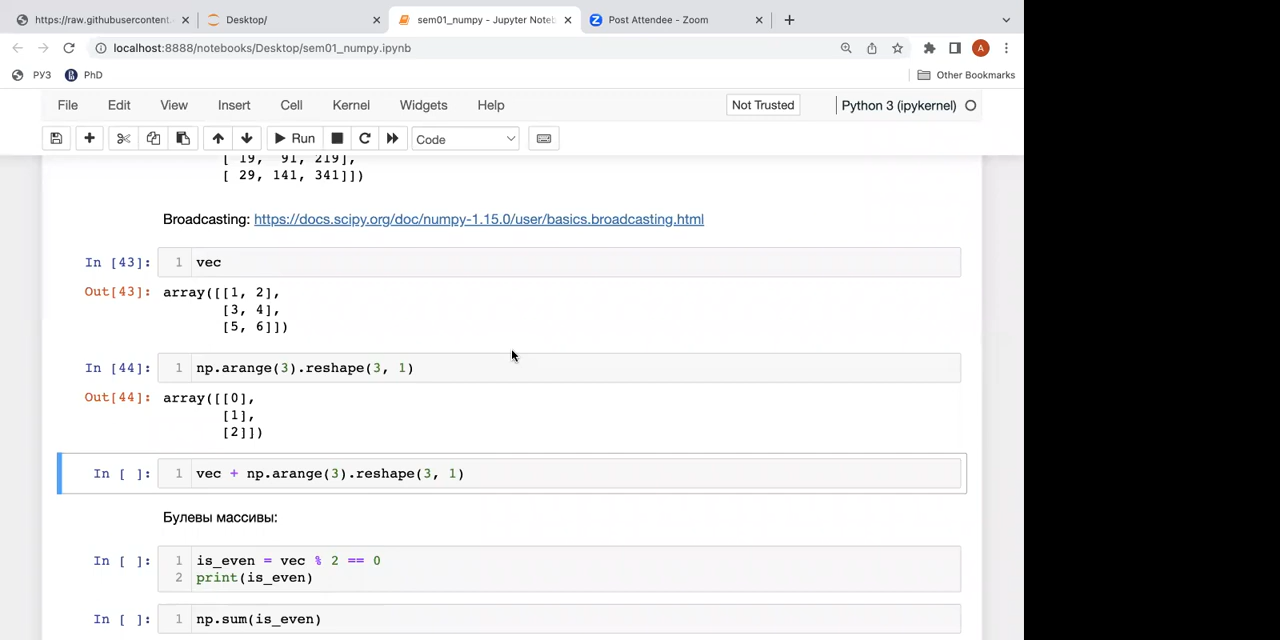 https://raw.githubusercontent.
Desktop/
sem01_numpy - Jupyter Noteb
Post Attendee - Zoom
localhost:8888/notebooks/Desktop/sem01_numpy.ipynb
A
РУЗ
PhD
Other Bookmarks
File Edit View Insert Cell Kernel Widgets Help
Not Trusted
Python 3 (ipykernel)
Run
Code
[ 19, 91, 219],
[ 29, 141, 341]])
Broadcasting: https://docs.scipy.org/doc/numpy-1.15.0/user/basics.broadcasting.html
In [43]: 1 vec
Out[43]: array([[1, 2],
[3, 4],
[5, 6]])
In [44]: 1 np.arange(3).reshape(3, 1)
Out[44]: array([[0],
[1],
[2]])
In [ ]: 1 vec + np.arange(3).reshape(3, 1)
Булевы массивы:
In [ ]: 1 is_even = vec % 2 == 0
2 print(is_even)
In [ ]: 1 np.sum(is_even)